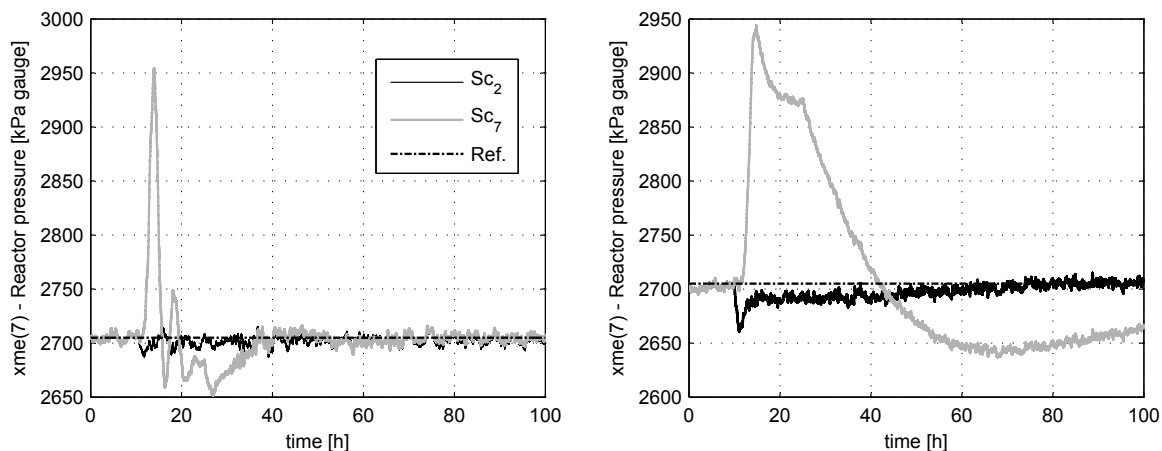 xme(7) - Reactor pressure [kPa gauge]
3000
2950
2900
2850
2800
2750
2700
2650
0 20 40 60 80 100
time [h]
Sc2
Sc7
Ref.
xme(7) - Reactor pressure [kPa gauge]
2950
2900
2850
2800
2750
2700
2650
2600
0 20 40 60 80 100
time [h]